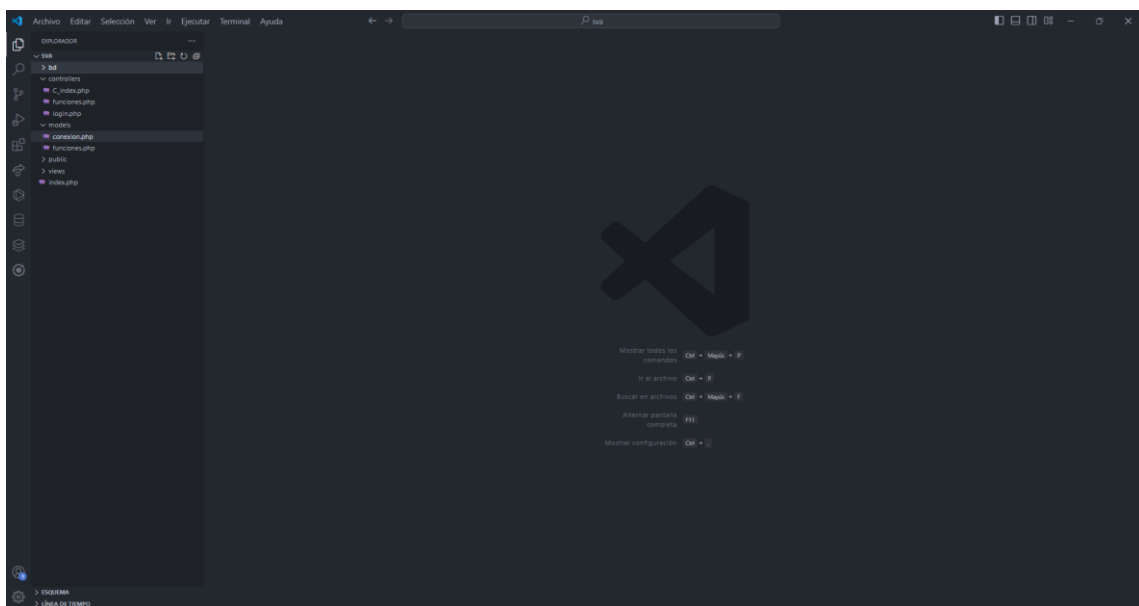 Archivo Editar Selección Ver Ir Ejecutar Terminal Ayuda
sva
EXPLORADOR
SVA
bd
controllers
C_index.php
funciones.php
login.php
models
conexion.php
funciones.php
public
views
index.php
Mostrar todos los comandos Ctrl + Mayús + P
Ir al archivo Ctrl + P
Buscar en archivos Ctrl + Mayús + F
Alternar pantalla completa F11
Mostrar configuración Ctrl + ,
ESQUEMA
LÍNEA DE TIEMPO